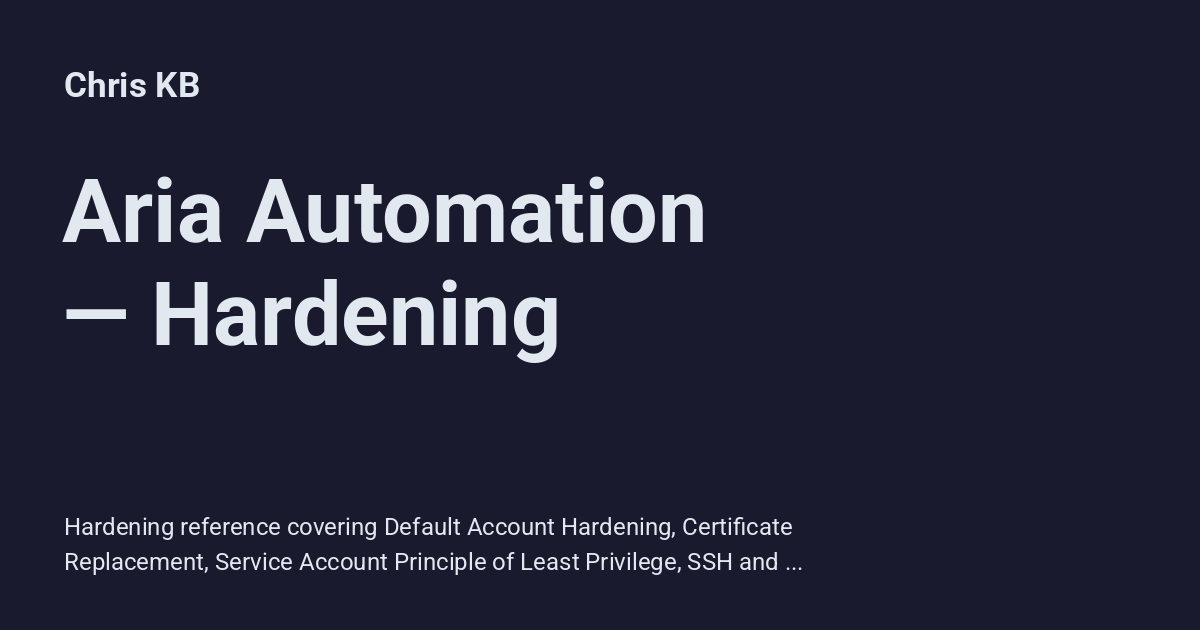 Chris KB
Aria Automation
— Hardening
Hardening reference covering Default Account Hardening, Certificate
Replacement, Service Account Principle of Least Privilege, SSH and ...